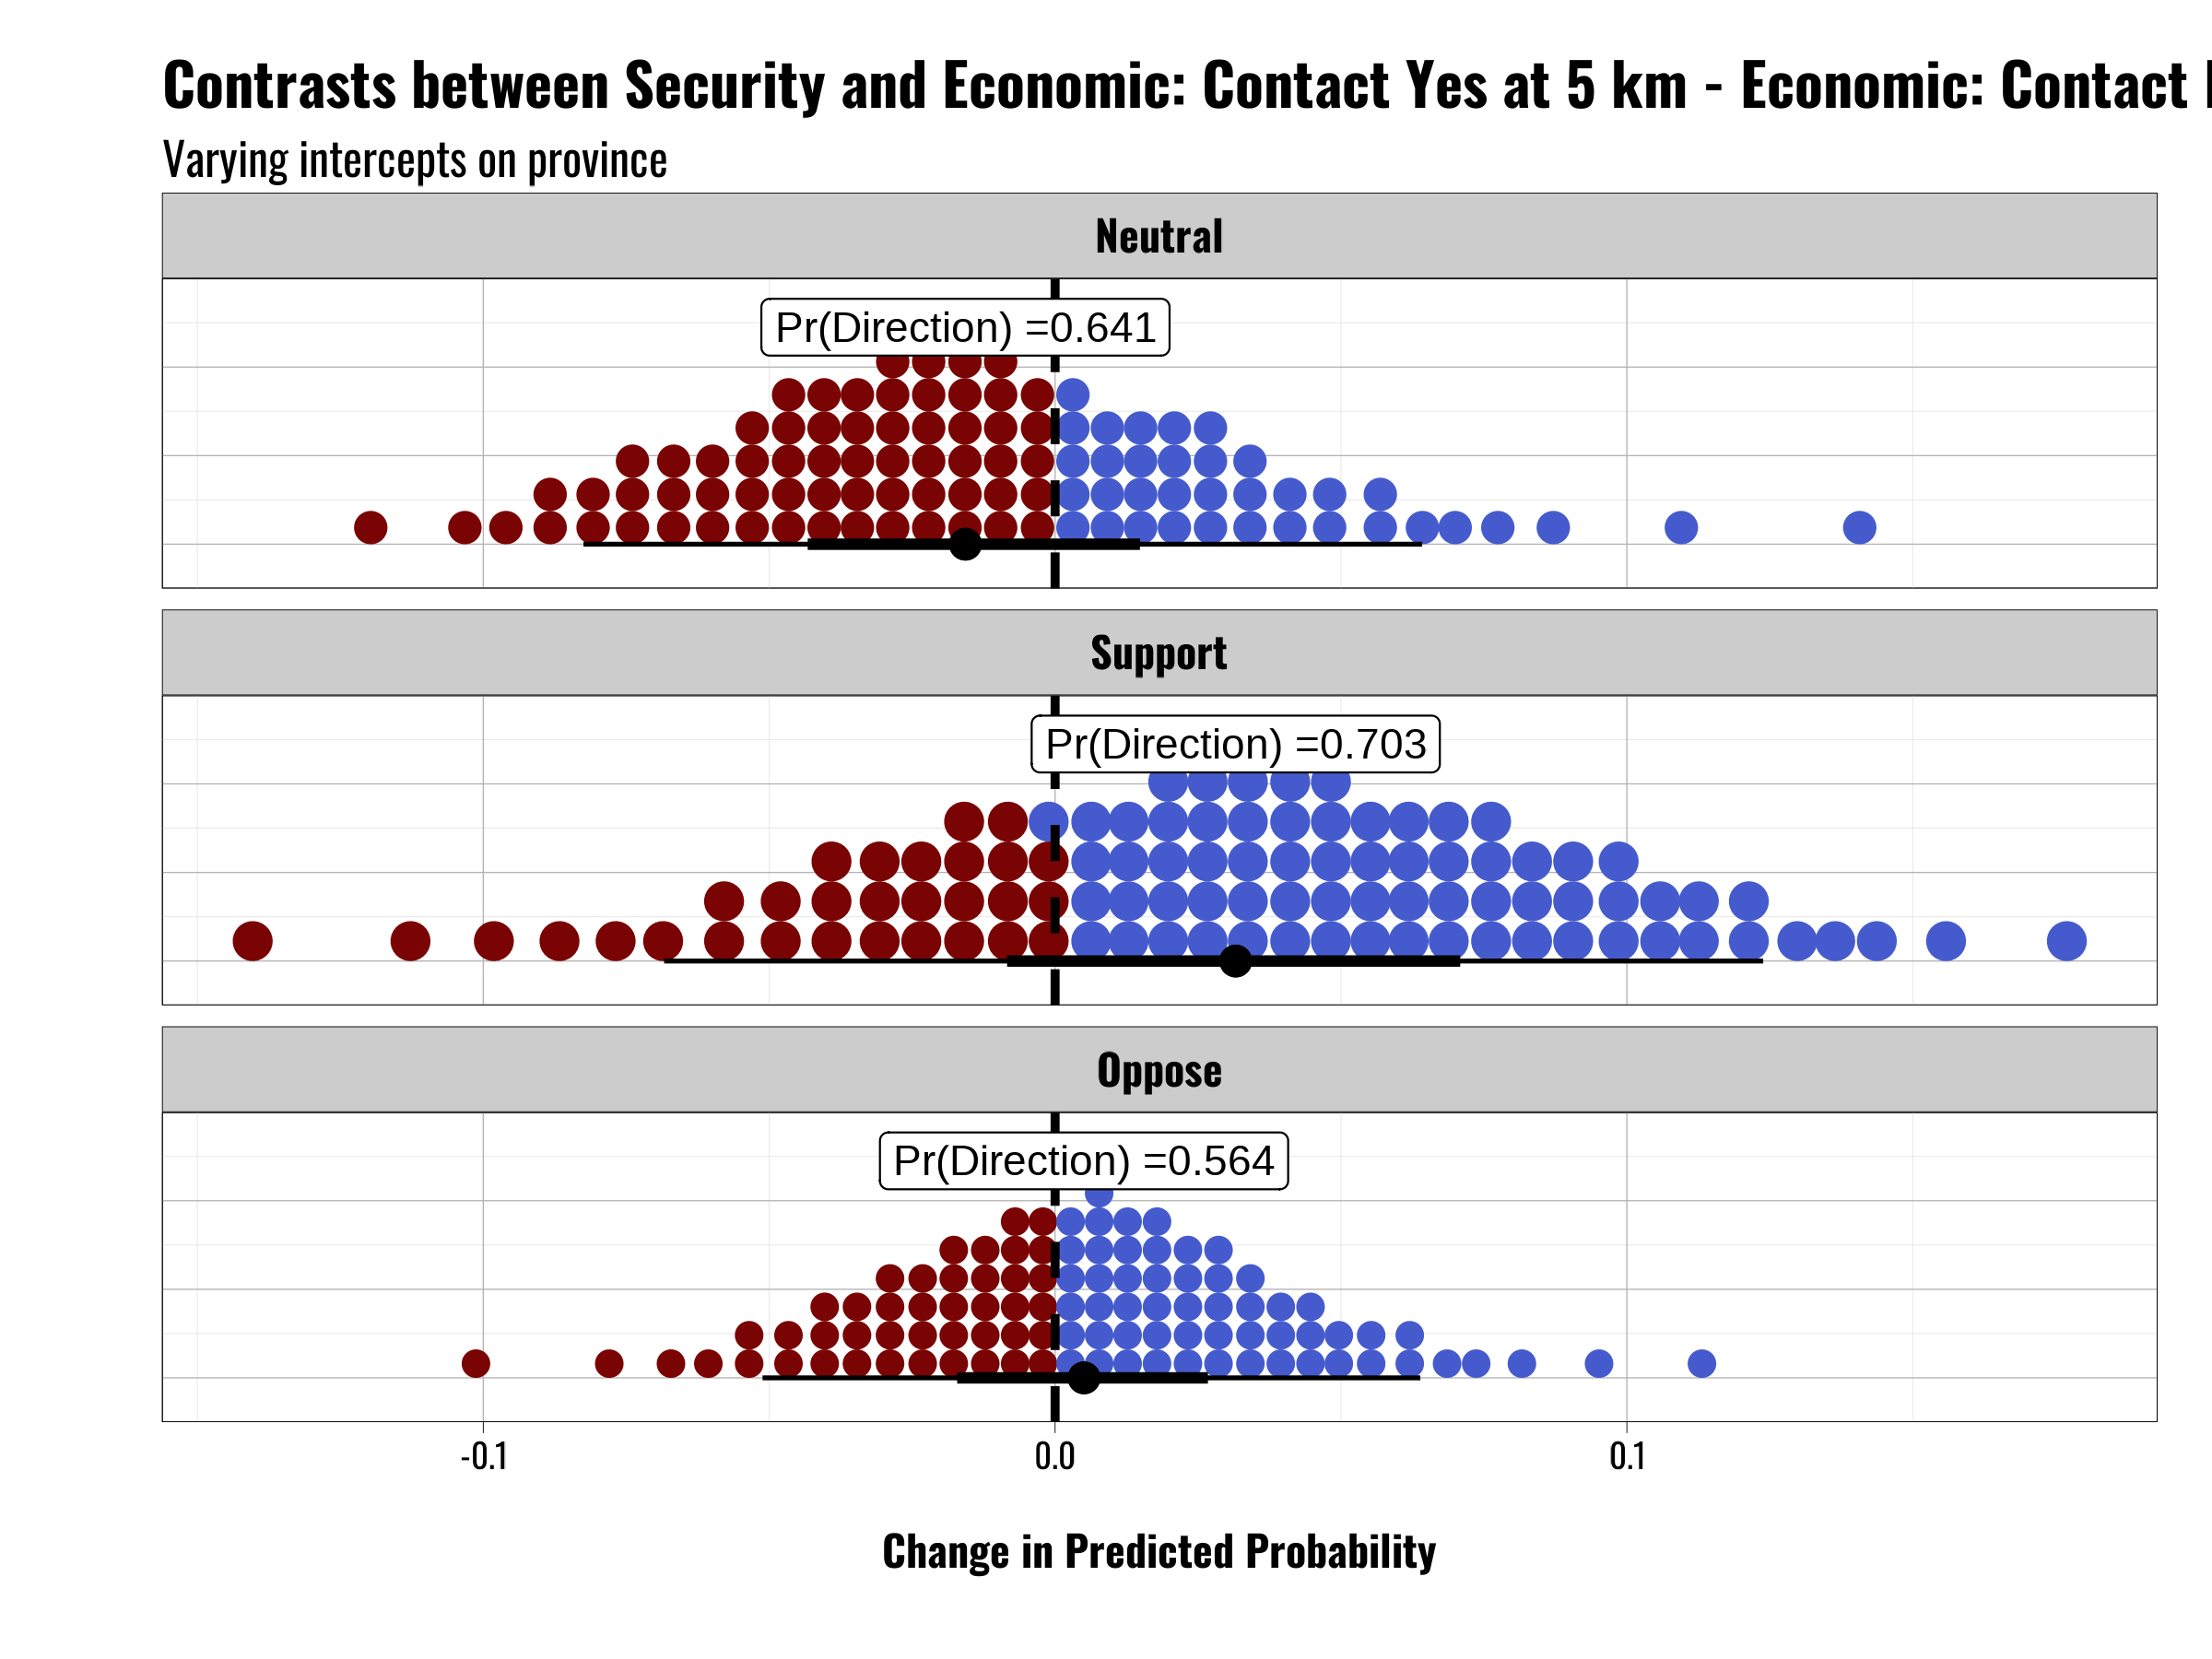 Contrasts between Security and Economic: Contact Yes at 5 km - Economic: Contact
Varying intercepts on province
Neutral
Pr(Direction) =0.641
Support
Pr(Direction) =0.703
Oppose
Pr(Direction) =0.564
-0.1 0.0 0.1
Change in Predicted Probability